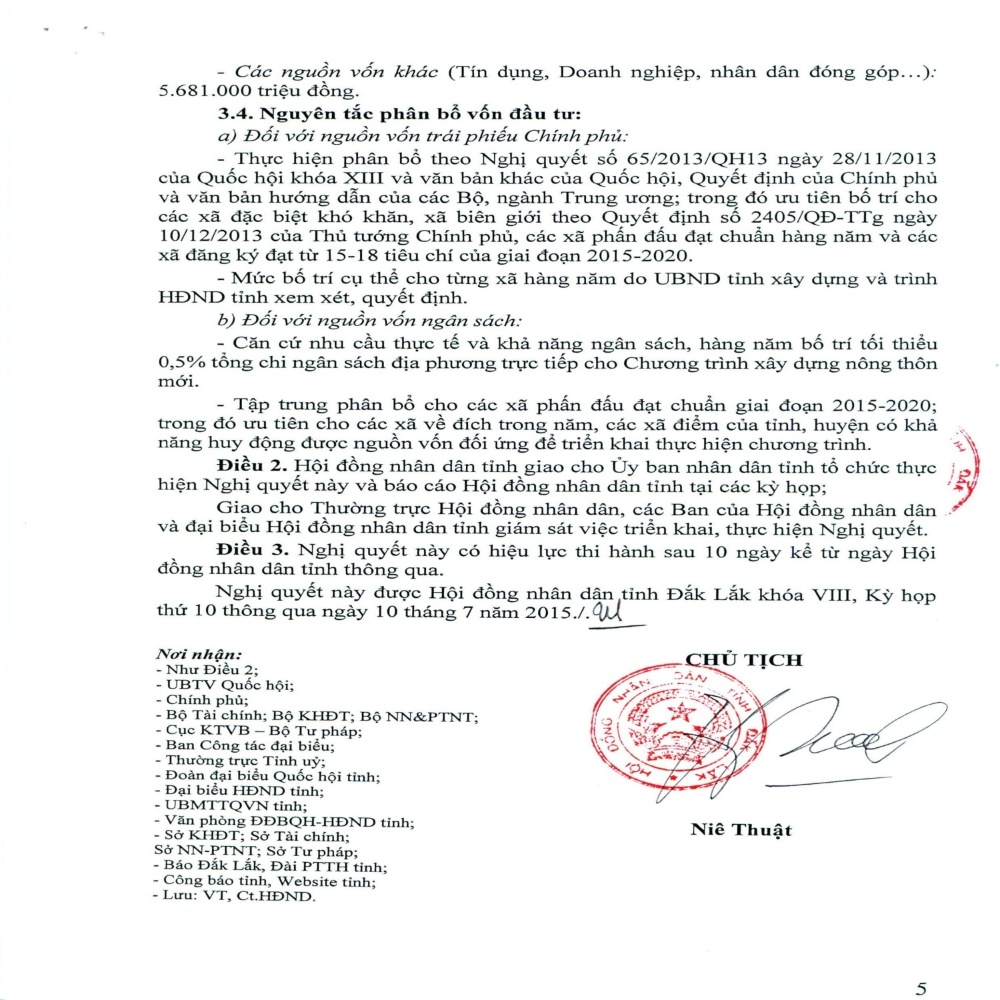 - Các nguồn vốn khác (Tín dụng, Doanh nghiệp, nhân dân đóng góp…):
5.681.000 triệu đồng.
3.4. Nguyên tắc phân bổ vốn đầu tư:
a) Đối với nguồn vốn trái phiếu Chính phủ:
- Thực hiện phân bổ theo Nghị quyết số 65/2013/QH13 ngày 28/11/2013
của Quốc hội khóa XIII và văn bản khác của Quốc hội, Quyết định của Chính phủ
và văn bản hướng dẫn của các Bộ, ngành Trung ương; trong đó ưu tiên bố trí cho
các xã đặc biệt khó khăn, xã biên giới theo Quyết định số 2405/QĐ-TTg ngày
10/12/2013 của Thủ tướng Chính phủ, các xã phấn đấu đạt chuẩn hàng năm và các
xã đăng ký đạt từ 15-18 tiêu chí của giai đoạn 2015-2020.
- Mức bố trí cụ thể cho từng xã hàng năm do UBND tỉnh xây dựng và trình
HĐND tỉnh xem xét, quyết định.
b) Đối với nguồn vốn ngân sách:
- Căn cứ nhu cầu thực tế và khả năng ngân sách, hàng năm bố trí tối thiểu
0,5% tổng chi ngân sách địa phương trực tiếp cho Chương trình xây dựng nông thôn
mới.
- Tập trung phân bổ cho các xã phấn đấu đạt chuẩn giai đoạn 2015-2020;
trong đó ưu tiên cho các xã về đích trong năm, các xã điểm của tỉnh, huyện có khả
năng huy động được nguồn vốn đối ứng để triển khai thực hiện chương trình.
Điều 2. Hội đồng nhân dân tỉnh giao cho Ủy ban nhân dân tỉnh tổ chức thực
hiện Nghị quyết này và báo cáo Hội đồng nhân dân tỉnh tại các kỳ họp;
Giao cho Thường trực Hội đồng nhân dân, các Ban của Hội đồng nhân dân
và đại biểu Hội đồng nhân dân tỉnh giám sát việc triển khai, thực hiện Nghị quyết.
Điều 3. Nghị quyết này có hiệu lực thi hành sau 10 ngày kể từ ngày Hội
đồng nhân dân tỉnh thông qua.
Nghị quyết này được Hội đồng nhân dân tỉnh Đắk Lắk khóa VIII, Kỳ họp
thứ 10 thông qua ngày 10 tháng 7 năm 2015./.
Nơi nhận:
- Như Điều 2;
- UBTV Quốc hội;
- Chính phủ;
- Bộ Tài chính; Bộ KHĐT; Bộ NN&PTNT;
- Cục KTVB – Bộ Tư pháp;
- Ban Công tác đại biểu;
- Thường trực Tỉnh uỷ;
- Đoàn đại biểu Quốc hội tỉnh;
- Đại biểu HĐND tỉnh;
- UBMTTQVN tỉnh;
- Văn phòng ĐĐBQH-HĐND tỉnh;
- Sở KHĐT; Sở Tài chính;
Sở NN-PTNT; Sở Tư pháp;
- Báo Đắk Lắk, Đài PTTH tỉnh;
- Công báo tỉnh, Website tỉnh;
- Lưu: VT, Ct.HĐND.
CHỦ TỊCH
HỘI ĐỒNG NHÂN DÂN TỈNH ĐẮK LẮK
Niê Thuật
5